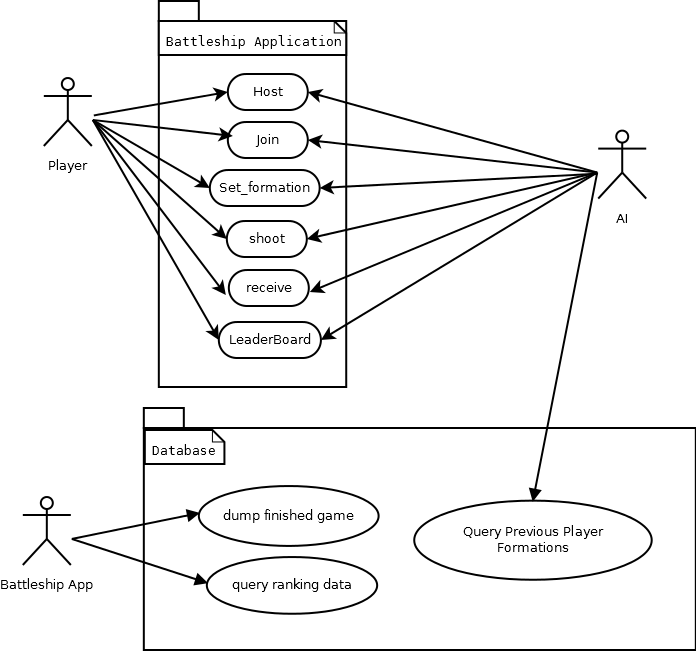 Battleship Application
Host
Join
Set_formation
shoot
receive
LeaderBoard
Player
AI
Database
dump finished game
query ranking data
Query Previous Player
Formations
Battleship App